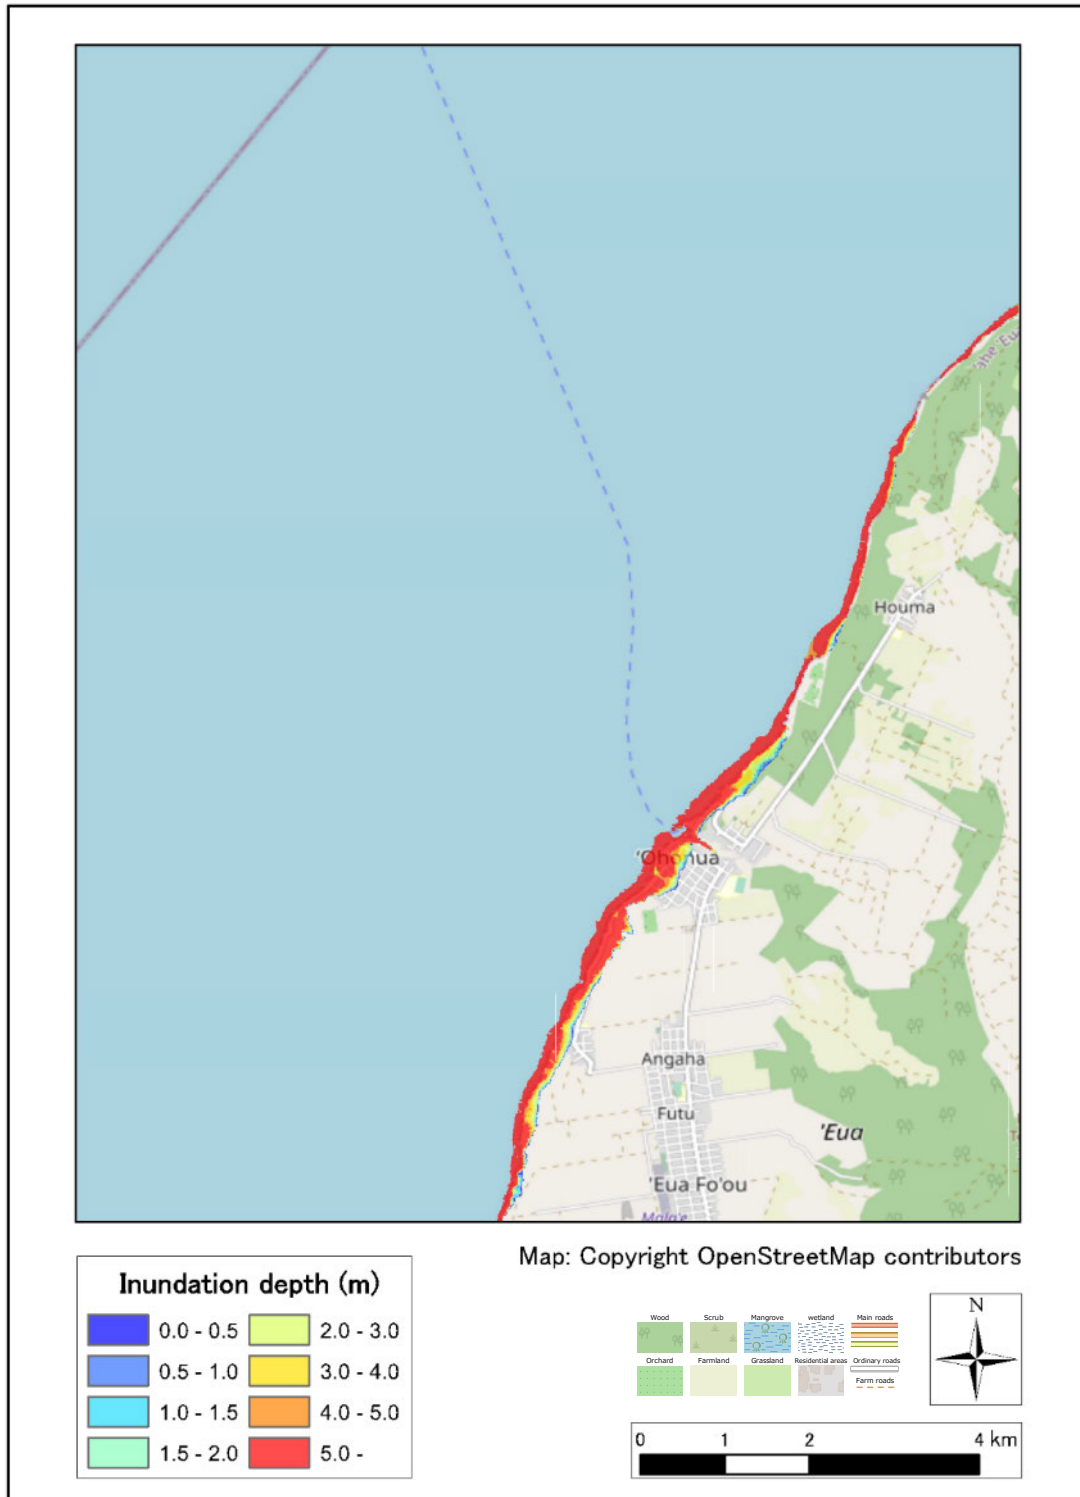 'ahe 'Eu
Houma
'Ohonua
Angaha
Futu
'Eua
'Eua Fo'ou
Mala'e
Map: Copyright OpenStreetMap contributors
Inundation depth (m)
0.0 - 0.5
2.0 - 3.0
0.5 - 1.0
3.0 - 4.0
1.0 - 1.5
4.0 - 5.0
1.5 - 2.0
5.0 -
Wood
Scrub
Mangrove
wetland
Main roads
Orchard
Farmland
Grassland
Residential areas
Ordinary roads
Farm roads
N
0 1 2 4 km